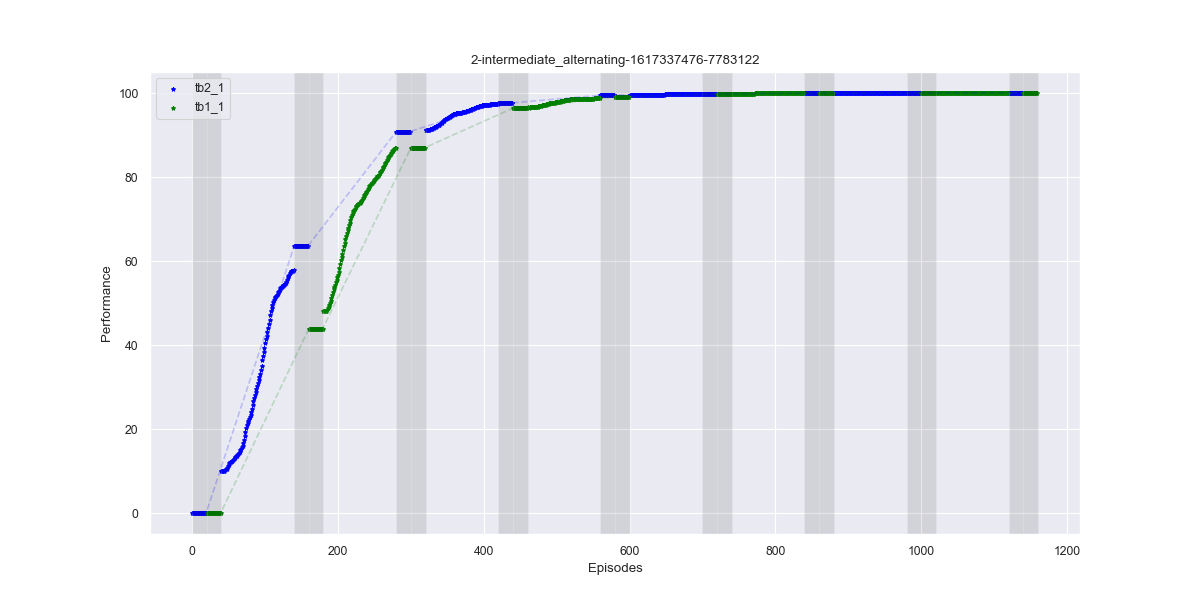 2-intermediate_alternating-1617337476-7783122
tb2_1
tb1_1
100
80
60
40
20
0
Performance
0 200 400 600 800 1000 1200
Episodes